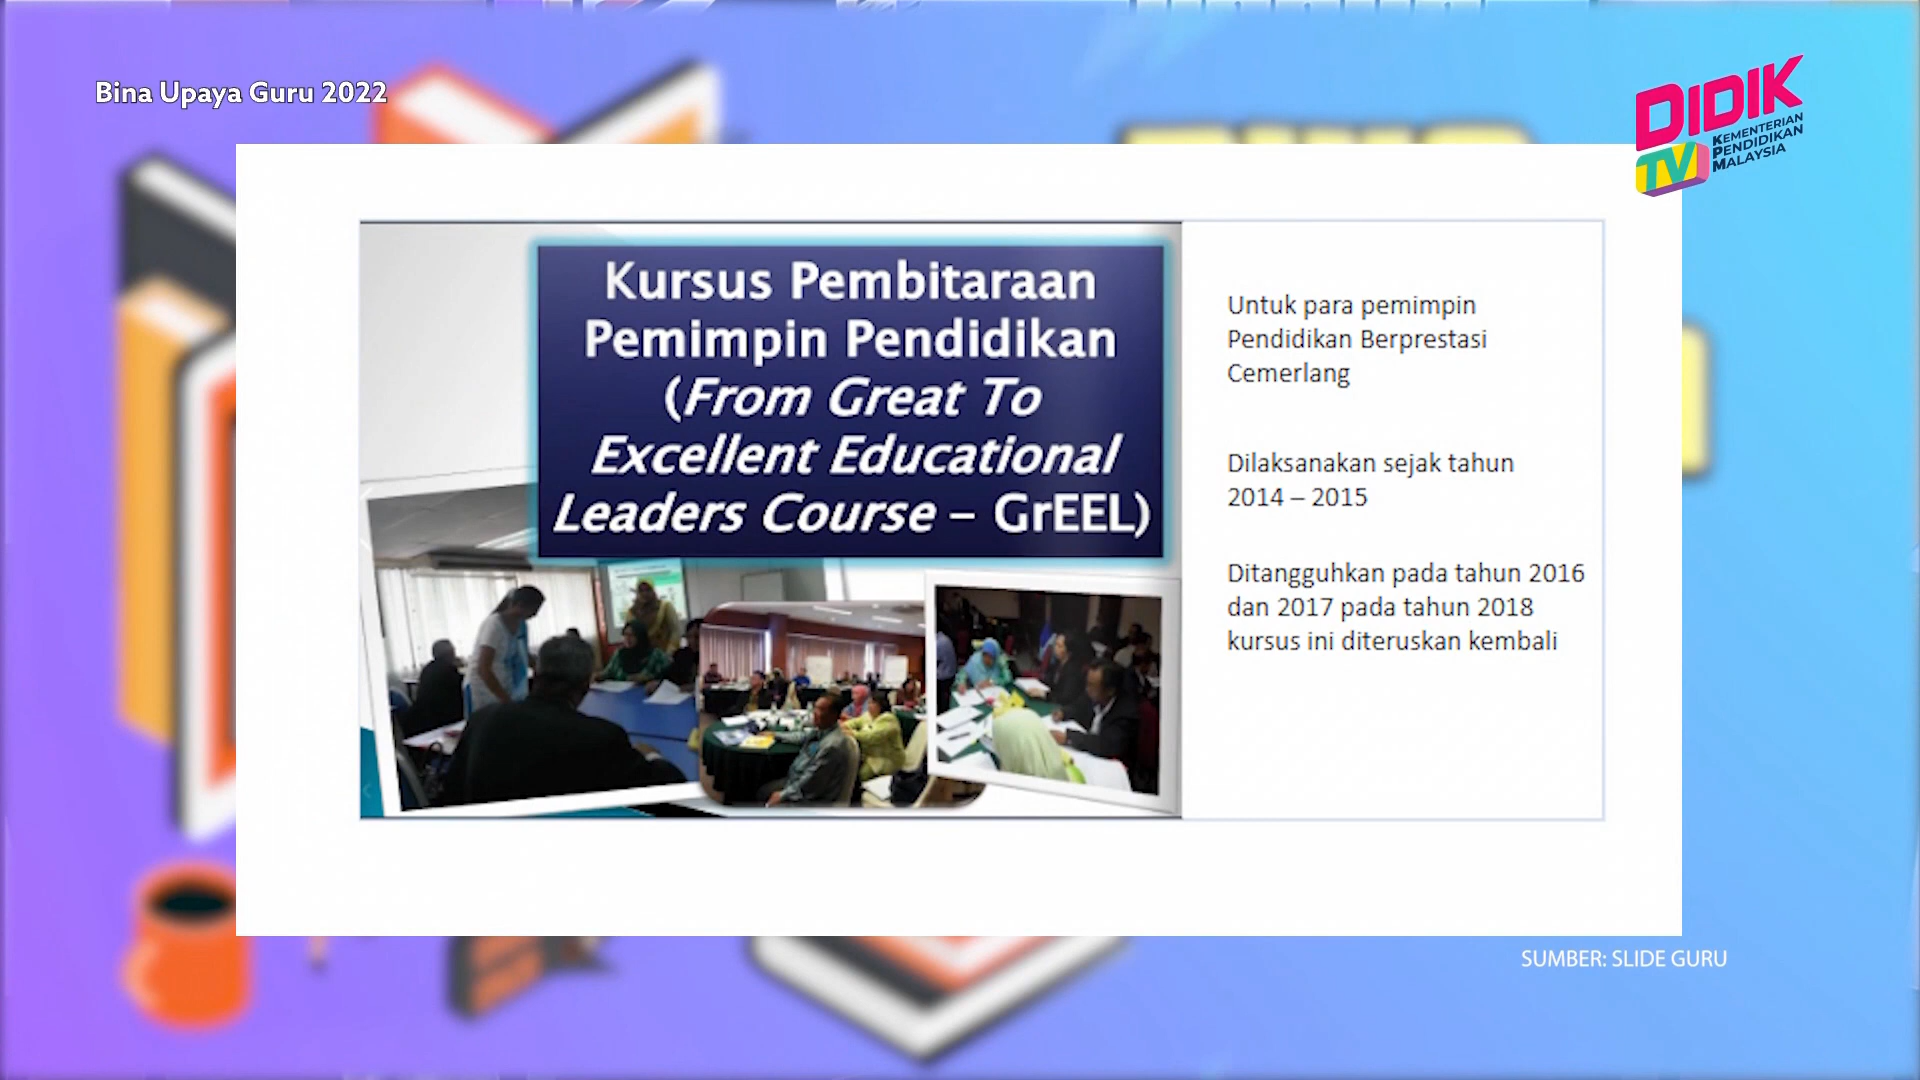 Bina Upaya Guru 2022
DIDIK
TV
KEMENTERIAN
PENDIDIKAN
MALAYSIA
Kursus Pembitaraan
Pemimpin Pendidikan
(From Great To
Excellent Educational
Leaders Course – GrEEL)
Untuk para pemimpin
Pendidikan Berprestasi
Cemerlang
Dilaksanakan sejak tahun
2014 – 2015
Ditangguhkan pada tahun 2016
dan 2017 pada tahun 2018
kursus ini diteruskan kembali
SUMBER: SLIDE GURU